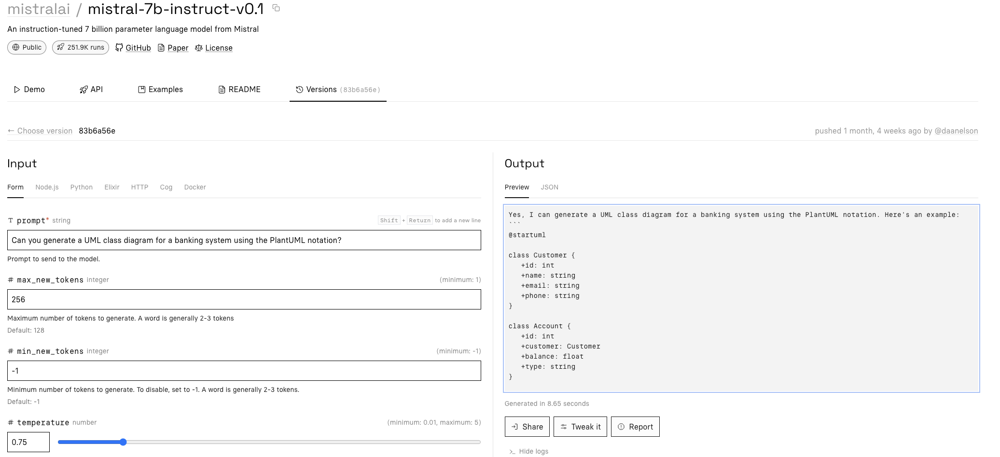 mistralai / mistral-7b-instruct-v0.1
An instruction-tuned 7 billion parameter language model from Mistral
Public 251.9K runs GitHub Paper License
Demo API Examples README Versions (83b6a56e)
← Choose version 83b6a56e
pushed 1 month, 4 weeks ago by @daanelson
Input
Form Node.js Python Elixir HTTP Cog Docker
T prompt* string
Shift + Return to add a new line
Can you generate a UML class diagram for a banking system using the PlantUML notation?
Prompt to send to the model.
# max_new_tokens integer
(minimum: 1)
256
Maximum number of tokens to generate. A word is generally 2-3 tokens
Default: 128
# min_new_tokens integer
(minimum: -1)
-1
Minimum number of tokens to generate. To disable, set to -1. A word is generally 2-3 tokens.
Default: -1
# temperature number
(minimum: 0.01, maximum: 5)
0.75
Output
Preview JSON
Yes, I can generate a UML class diagram for a banking system using the PlantUML notation. Here's an example:
```
@startuml
class Customer {
+id: int
+name: string
+email: string
+phone: string
}
class Account {
+id: int
+customer: Customer
+balance: float
+type: string
}
Generated in 8.65 seconds
Share Tweak it Report
>_ Hide logs